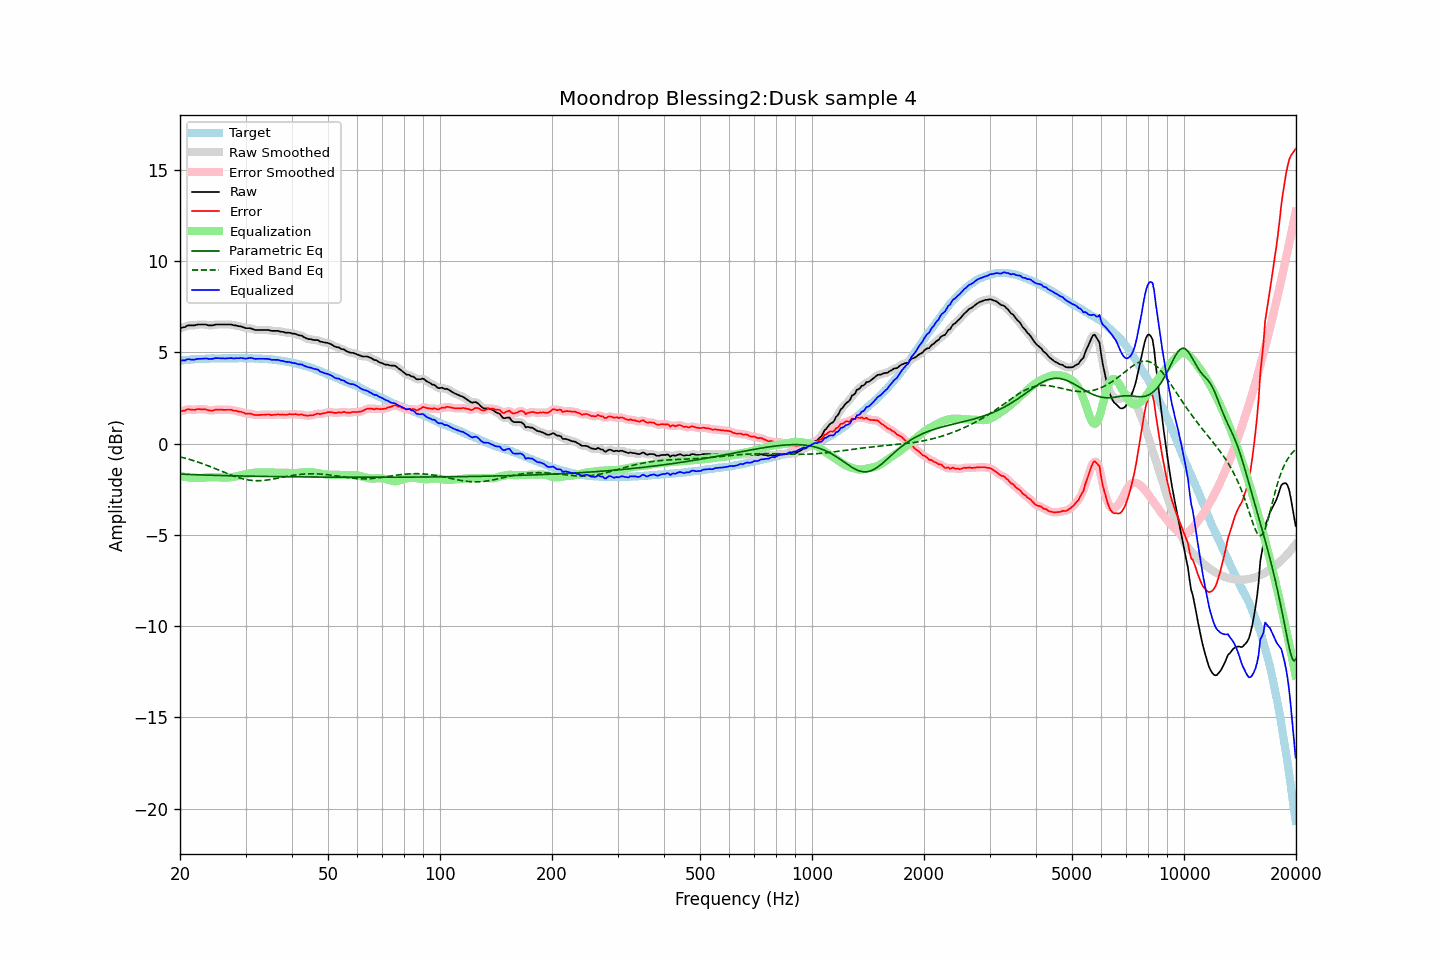 Moondrop Blessing2:Dusk sample 4
Target
Raw Smoothed
Error Smoothed
Raw
Error
Equalization
Parametric Eq
Fixed Band Eq
Equalized
15
10
5
0
−5
−10
−15
−20
Amplitude (dBr)
20 50 100 200 500 1000 2000 5000 10000 20000
Frequency (Hz)